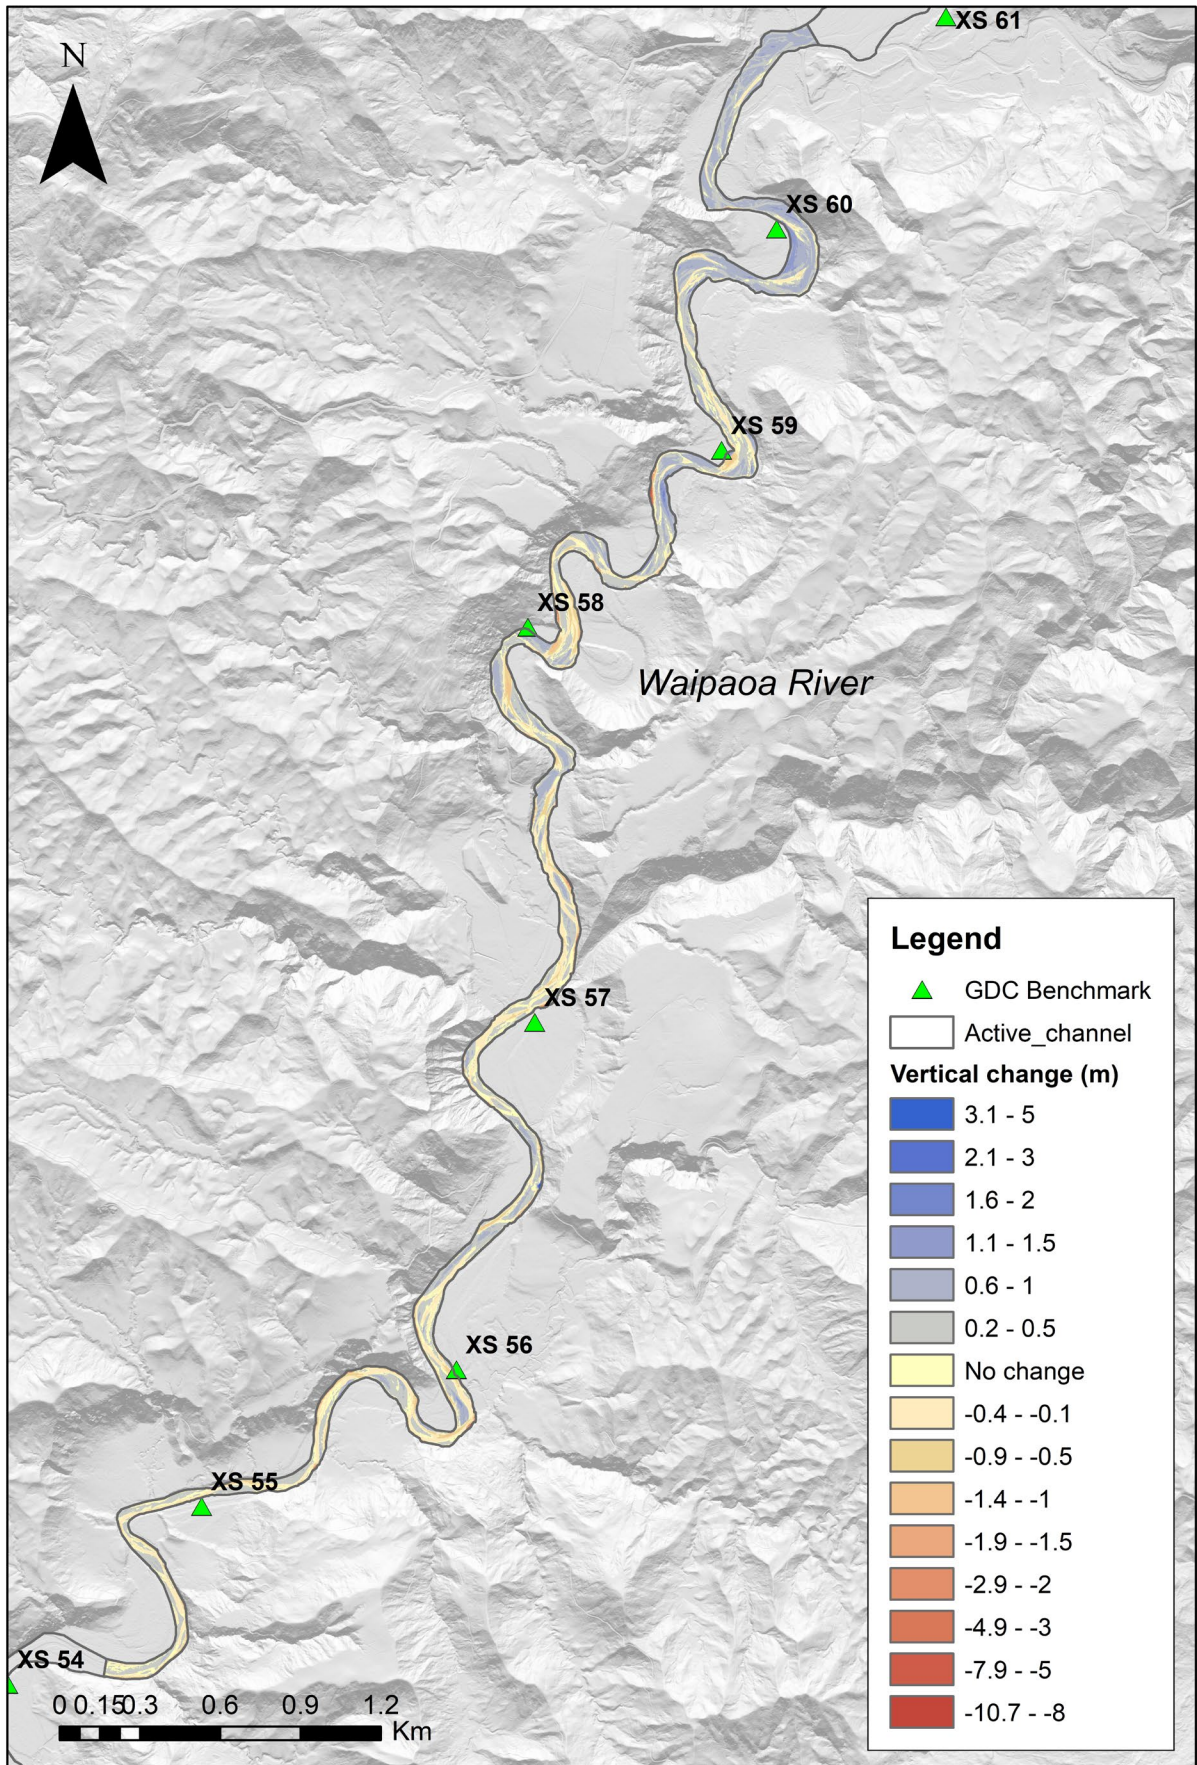 N
XS 61
XS 60
XS 59
XS 58
Waipaoa River
XS 57
XS 56
XS 55
XS 54
0 0.15 0.3 0.6 0.9 1.2
Km
Legend
GDC Benchmark
Active_channel
Vertical change (m)
3.1 - 5
2.1 - 3
1.6 - 2
1.1 - 1.5
0.6 - 1
0.2 - 0.5
No change
-0.4 - -0.1
-0.9 - -0.5
-1.4 - -1
-1.9 - -1.5
-2.9 - -2
-4.9 - -3
-7.9 - -5
-10.7 - -8